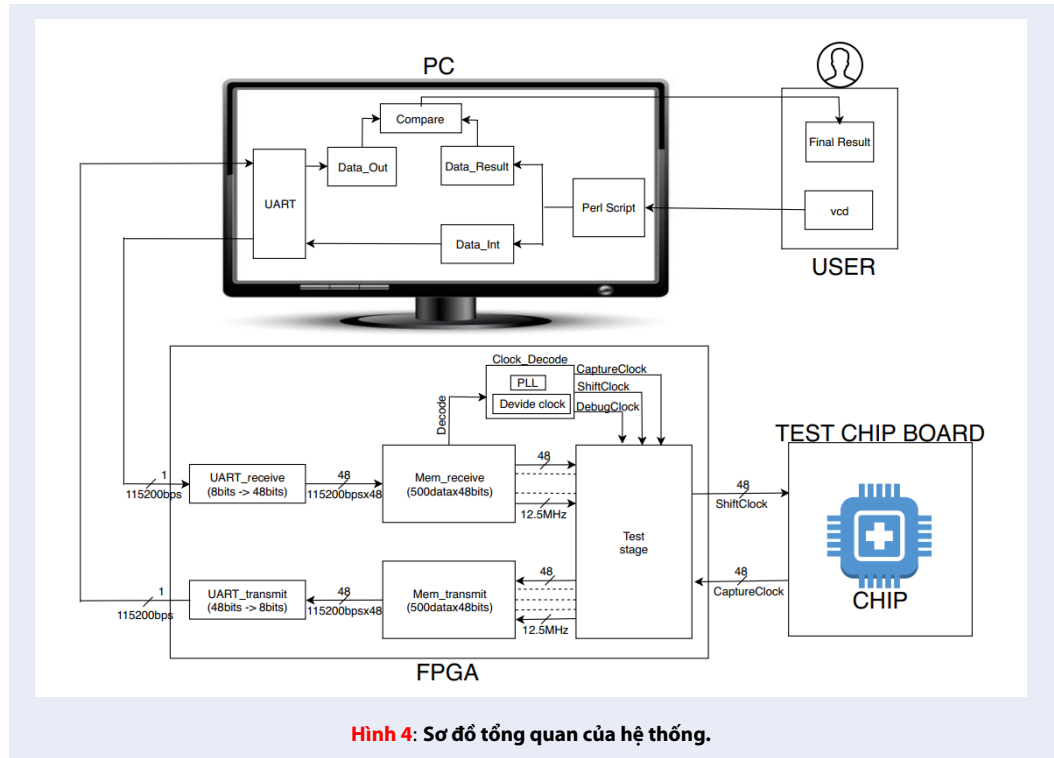 PC
Compare
Data_Out
Data_Result
UART
Perl Script
Data_Int
Final Result
vcd
USER
Clock_Decode
PLL
Devide clock
CaptureClock
ShiftClock
DebugClock
Decode
1
115200bps
UART_receive
(8bits -> 48bits)
48
115200bpsx48
Mem_receive
(500datax48bits)
48
12.5MHz
Test
stage
48
ShiftClock
TEST CHIP BOARD
CHIP
48
CaptureClock
1
115200bps
UART_transmit
(48bits -> 8bits)
48
115200bpsx48
Mem_transmit
(500datax48bits)
48
12.5MHz
FPGA
Hình 4: Sơ đồ tổng quan của hệ thống.